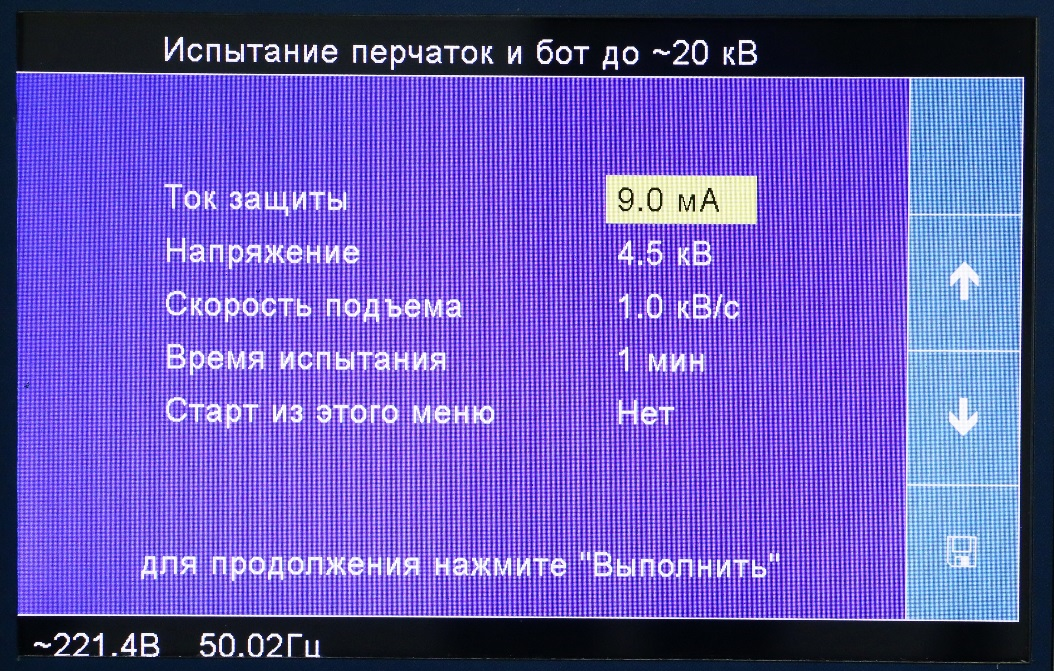 Испытание перчаток и бот до ~20 кВ
Ток защиты 9.0 мА
Напряжение 4.5 кВ
Скорость подъема 1.0 кВ/с
Время испытания 1 мин
Старт из этого меню Нет
для продолжения нажмите "Выполнить"
~221.4В 50.02Гц